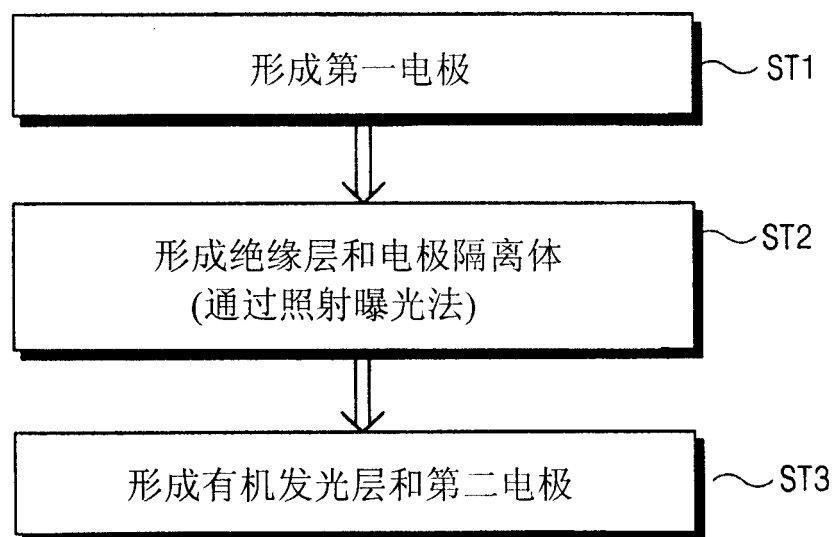 形成第一电极
ST1
形成绝缘层和电极隔离体
(通过照射曝光法)
ST2
形成有机发光层和第二电极
ST3